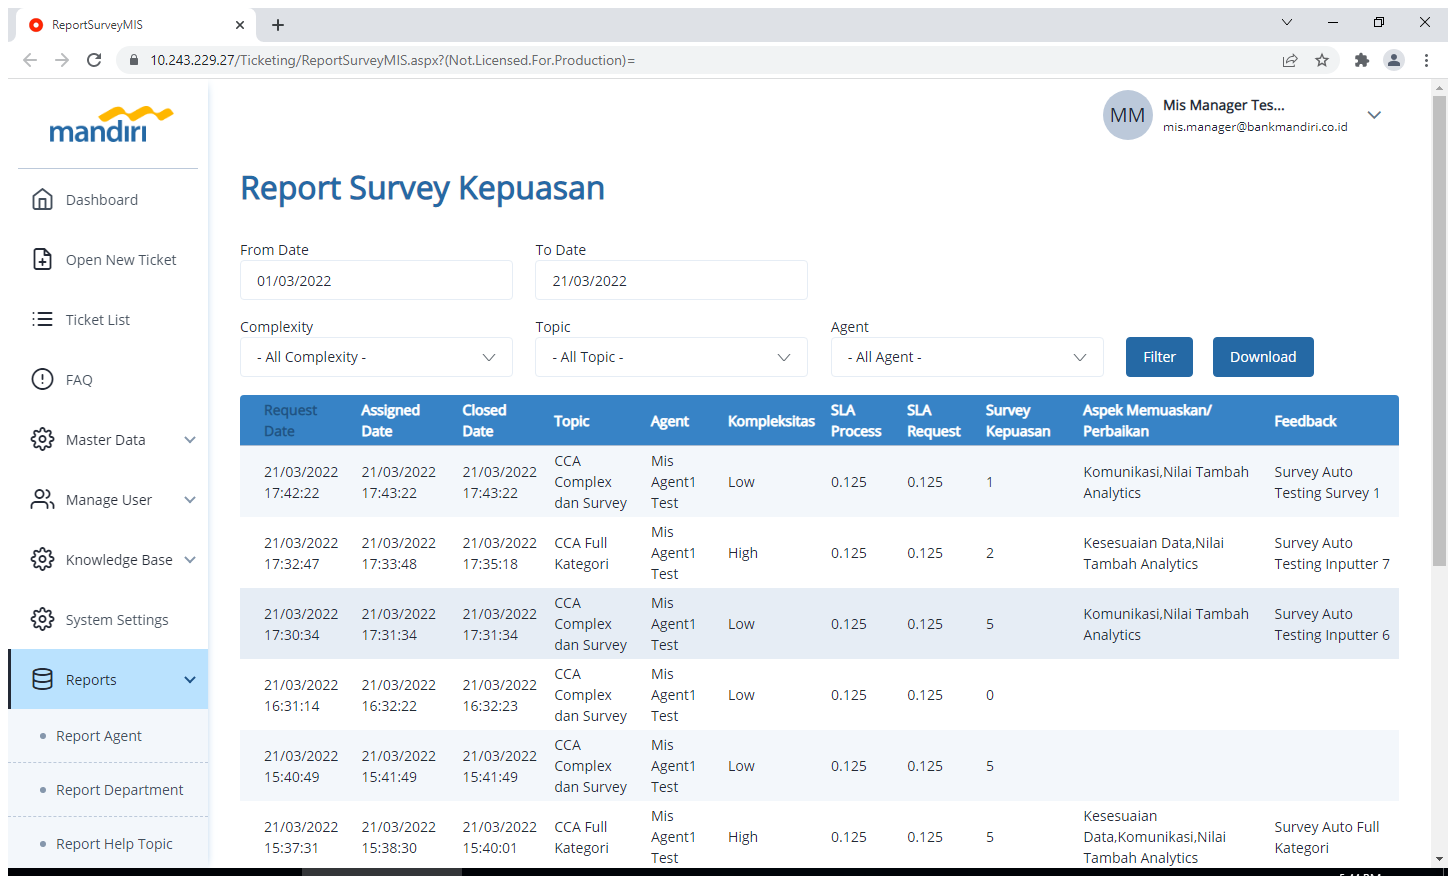 ReportSurveyMIS
10.243.229.27/Ticketing/ReportSurveyMIS.aspx?(Not.Licensed.For.Production)=
mandiri
MM
Mis Manager Tes...
mis.manager@bankmandiri.co.id
Dashboard
Open New Ticket
Ticket List
FAQ
Master Data
Manage User
Knowledge Base
System Settings
Reports
Report Agent
Report Department
Report Help Topic
Report Survey Kepuasan
From Date
To Date
01/03/2022
21/03/2022
Complexity
Topic
Agent
- All Complexity -
- All Topic -
- All Agent -
Filter
Download
Request Date
Assigned Date
Closed Date
Topic
Agent
Kompleksitas
SLA Process
SLA Request
Survey Kepuasan
Aspek Memuaskan/ Perbaikan
Feedback
21/03/2022 17:42:22
21/03/2022 17:43:22
21/03/2022 17:43:22
CCA Complex dan Survey
Mis Agent1 Test
Low
0.125
0.125
1
Komunikasi,Nilai Tambah Analytics
Survey Auto Testing Survey 1
21/03/2022 17:32:47
21/03/2022 17:33:48
21/03/2022 17:35:18
CCA Full Kategori
Mis Agent1 Test
High
0.125
0.125
2
Kesesuaian Data,Nilai Tambah Analytics
Survey Auto Testing Inputter 7
21/03/2022 17:30:34
21/03/2022 17:31:34
21/03/2022 17:31:34
CCA Complex dan Survey
Mis Agent1 Test
Low
0.125
0.125
5
Komunikasi,Nilai Tambah Analytics
Survey Auto Testing Inputter 6
21/03/2022 16:31:14
21/03/2022 16:32:22
21/03/2022 16:32:23
CCA Complex dan Survey
Mis Agent1 Test
Low
0.125
0.125
0
21/03/2022 15:40:49
21/03/2022 15:41:49
21/03/2022 15:41:49
CCA Complex dan Survey
Mis Agent1 Test
Low
0.125
0.125
5
21/03/2022 15:37:31
21/03/2022 15:38:30
21/03/2022 15:40:01
CCA Full Kategori
Mis Agent1 Test
High
0.125
0.125
5
Kesesuaian Data,Komunikasi,Nilai Tambah Analytics
Survey Auto Full Kategori